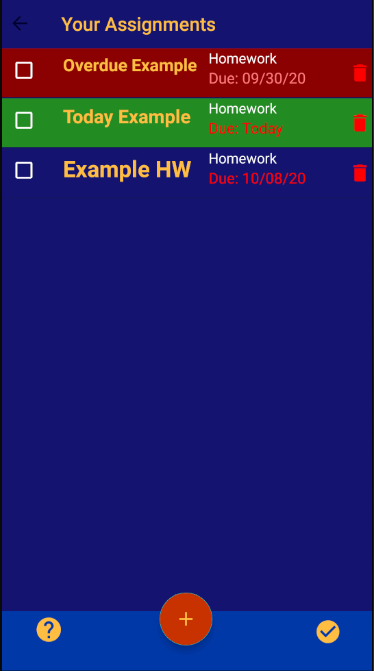 Your Assignments
Overdue Example
Homework
Due: 09/30/20
Today Example
Homework
Due: Today
Example HW
Homework
Due: 10/08/20